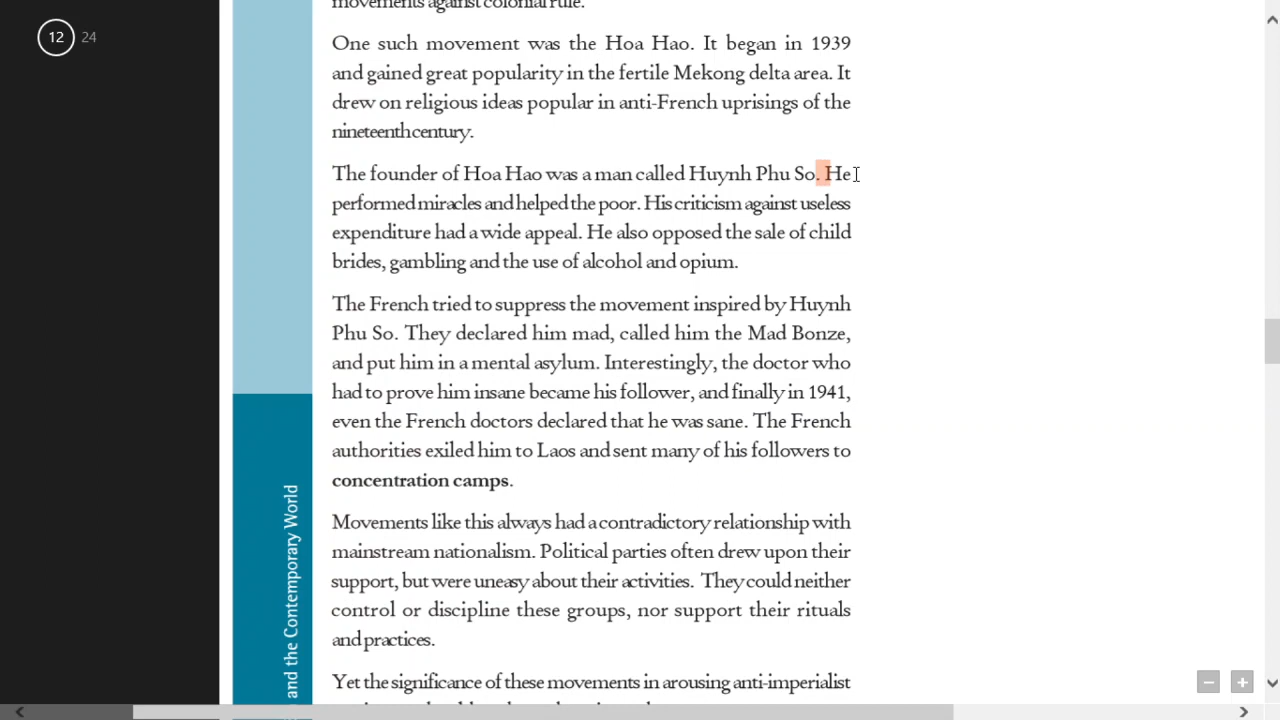 12 24
movements against colonial rule.
One such movement was the Hoa Hao. It began in 1939
and gained great popularity in the fertile Mekong delta area. It
drew on religious ideas popular in anti-French uprisings of the
nineteenth century.
The founder of Hoa Hao was a man called Huynh Phu So. He
performed miracles and helped the poor. His criticism against useless
expenditure had a wide appeal. He also opposed the sale of child
brides, gambling and the use of alcohol and opium.
The French tried to suppress the movement inspired by Huynh
Phu So. They declared him mad, called him the Mad Bonze,
and put him in a mental asylum. Interestingly, the doctor who
had to prove him insane became his follower, and finally in 1941,
even the French doctors declared that he was sane. The French
authorities exiled him to Laos and sent many of his followers to
concentration camps.
Movements like this always had a contradictory relationship with
mainstream nationalism. Political parties often drew upon their
support, but were uneasy about their activities. They could neither
control or discipline these groups, nor support their rituals
and practices.
Yet the significance of these movements in arousing anti-imperialist
and the Contemporary World